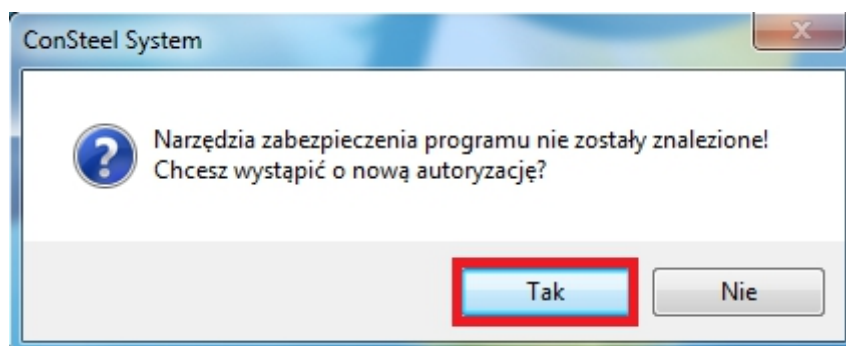 ConSteel System
Narzędzia zabezpieczenia programu nie zostały znalezione!
Chcesz wystąpić o nową autoryzację?
Tak
Nie